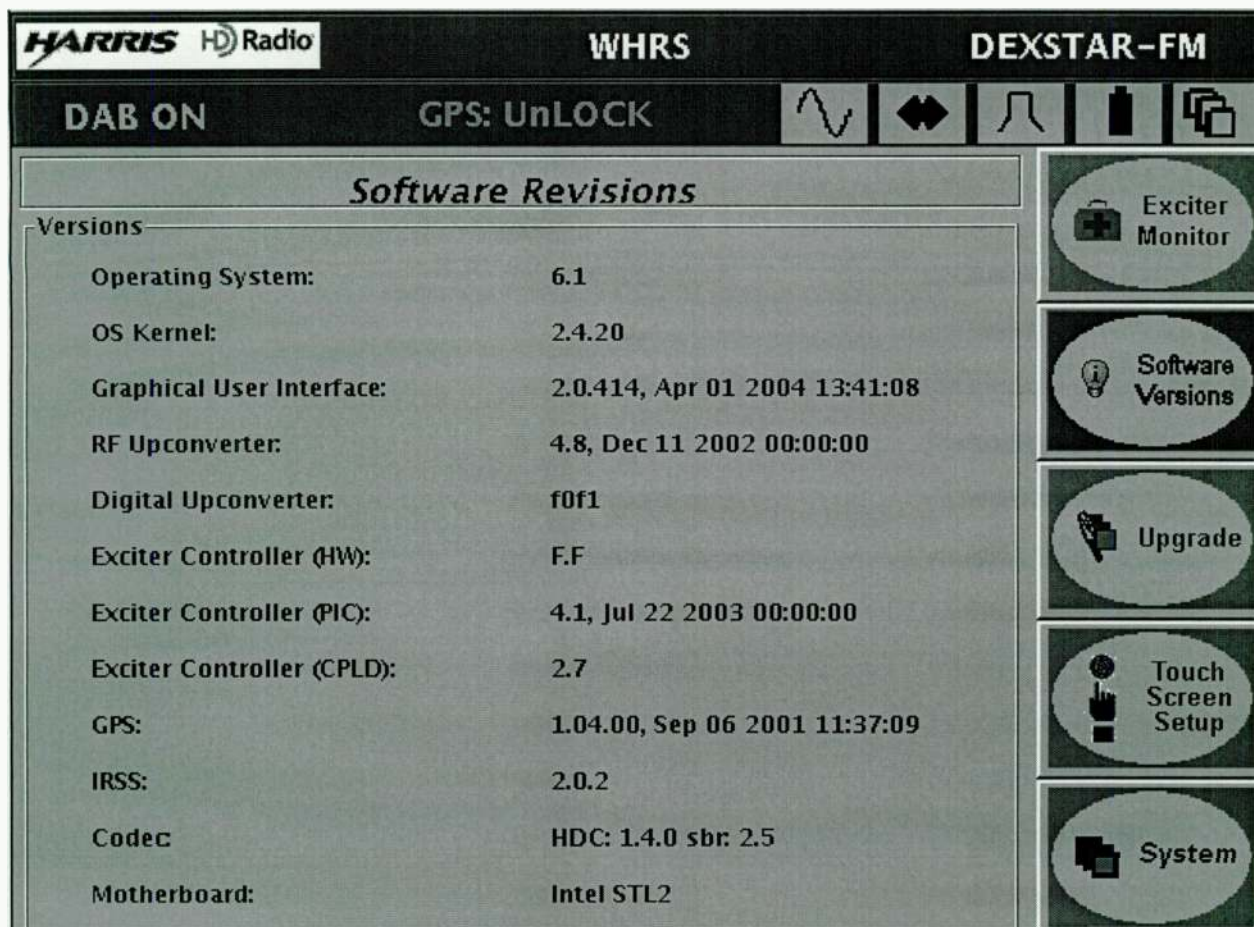 HARRIS HD Radio WHRS DEXSTAR-FM
DAB ON GPS: UnLOCK
Software Revisions
Versions
Operating System: 6.1
OS Kernel: 2.4.20
Graphical User Interface: 2.0.414, Apr 01 2004 13:41:08
RF Upconverter: 4.8, Dec 11 2002 00:00:00
Digital Upconverter: f0f1
Exciter Controller (HW): F.F
Exciter Controller (PIC): 4.1, Jul 22 2003 00:00:00
Exciter Controller (CPLD): 2.7
GPS: 1.04.00, Sep 06 2001 11:37:09
IRSS: 2.0.2
Codec HDC: 1.4.0 sbr: 2.5
Motherboard: Intel STL2
Exciter
Monitor
Software
Versions
Upgrade
Touch
Screen
Setup
System